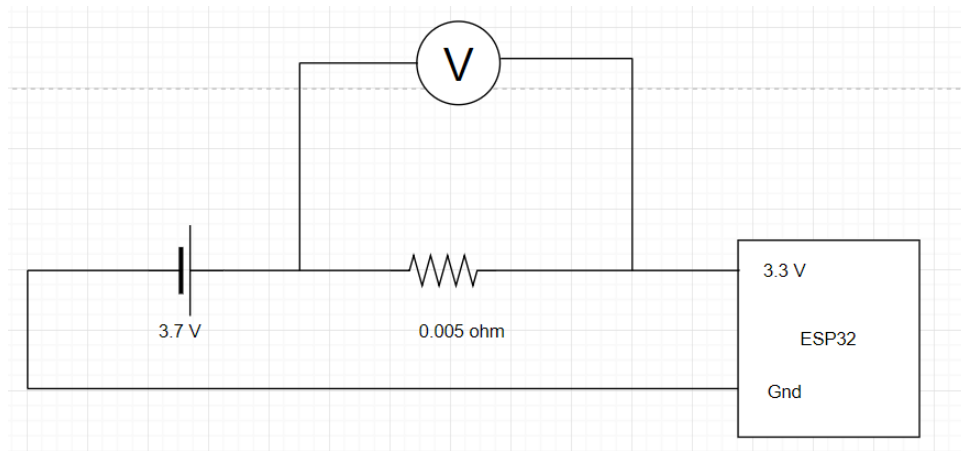 V
3.7 V
0.005 ohm
3.3 V
ESP32
Gnd